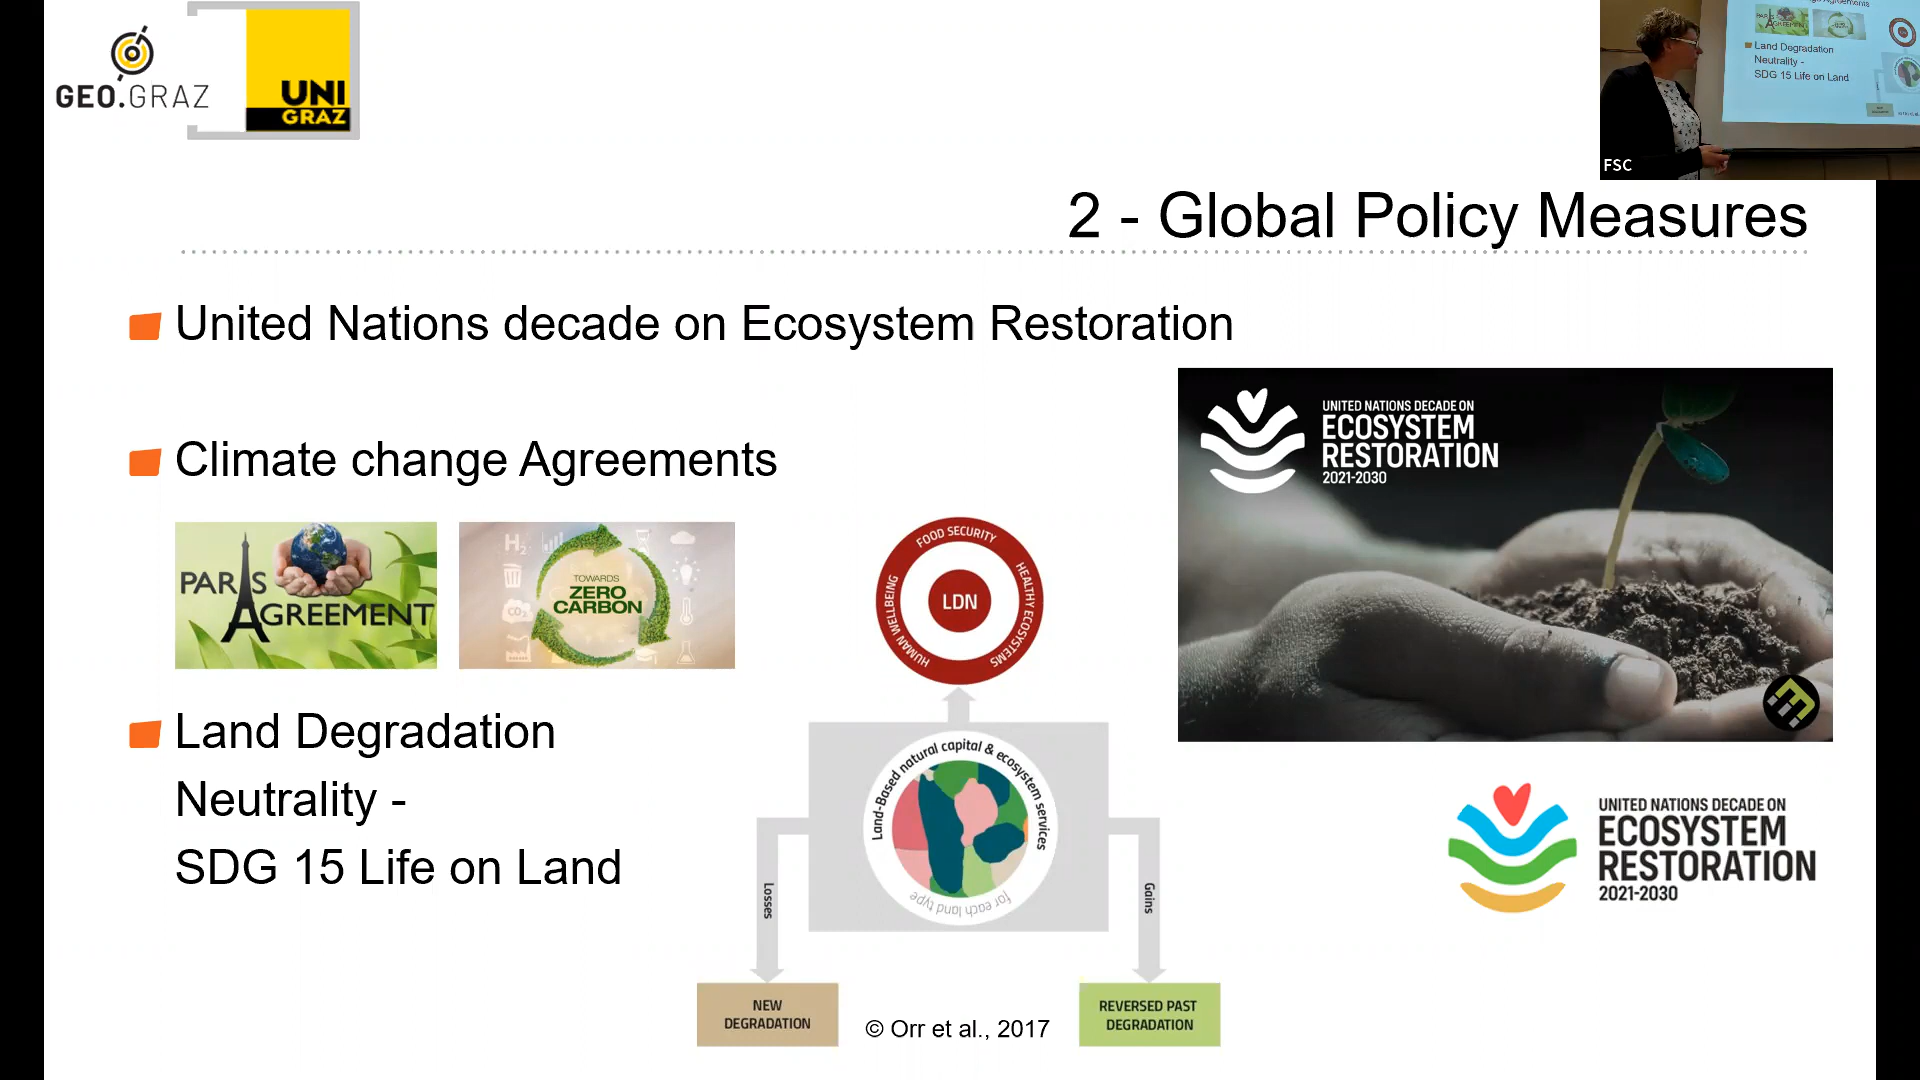 GEO.GRAZ
UNI
GRAZ
2 - Global Policy Measures
United Nations decade on Ecosystem Restoration
Climate change Agreements
PARIS
AGREEMENT
H2
CO2
TOWARDS
ZERO
CARBON
Land Degradation
Neutrality -
SDG 15 Life on Land
FOOD SECURITY
HEALTHY ECOSYSTEMS
HUMAN WELLBEING
LDN
Land-Based natural capital & ecosystem services
for each land type
Losses
Gains
NEW
DEGRADATION
© Orr et al., 2017
REVERSED PAST
DEGRADATION
UNITED NATIONS DECADE ON
ECOSYSTEM
RESTORATION
2021-2030
UNITED NATIONS DECADE ON
ECOSYSTEM
RESTORATION
2021-2030
Land Degradation
Neutrality -
SDG 15 Life on Land
FSC